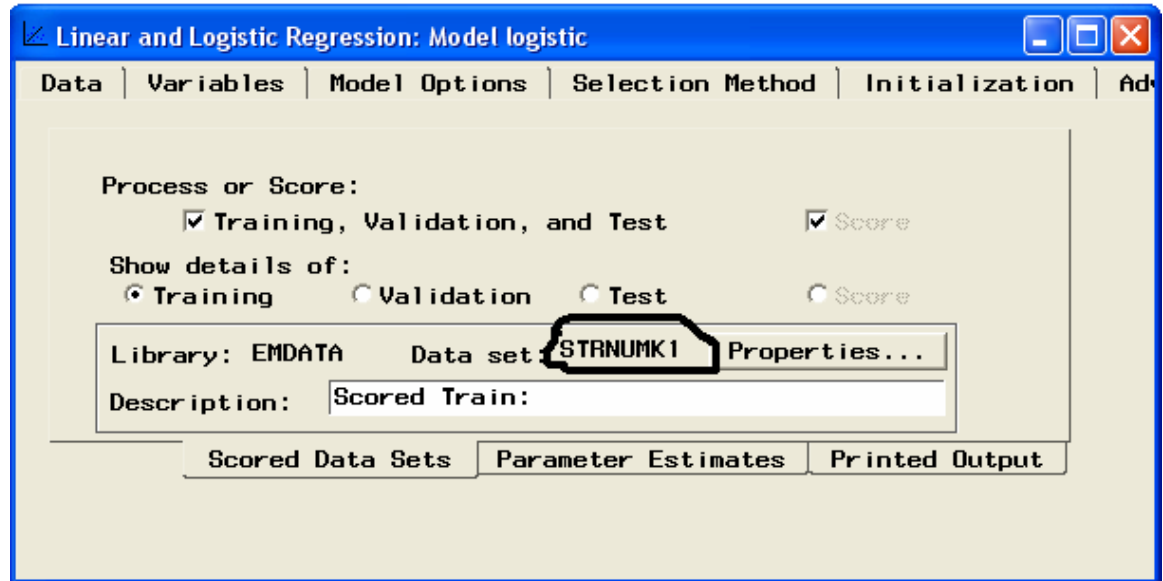 Linear and Logistic Regression: Model logistic
Data Variables Model Options Selection Method Initialization Adv
Process or Score:
Training, Validation, and Test Score
Show details of:
Training Validation Test Score
Library: EMDATA Data set: STRNUMK1 Properties...
Description: Scored Train:
Scored Data Sets Parameter Estimates Printed Output